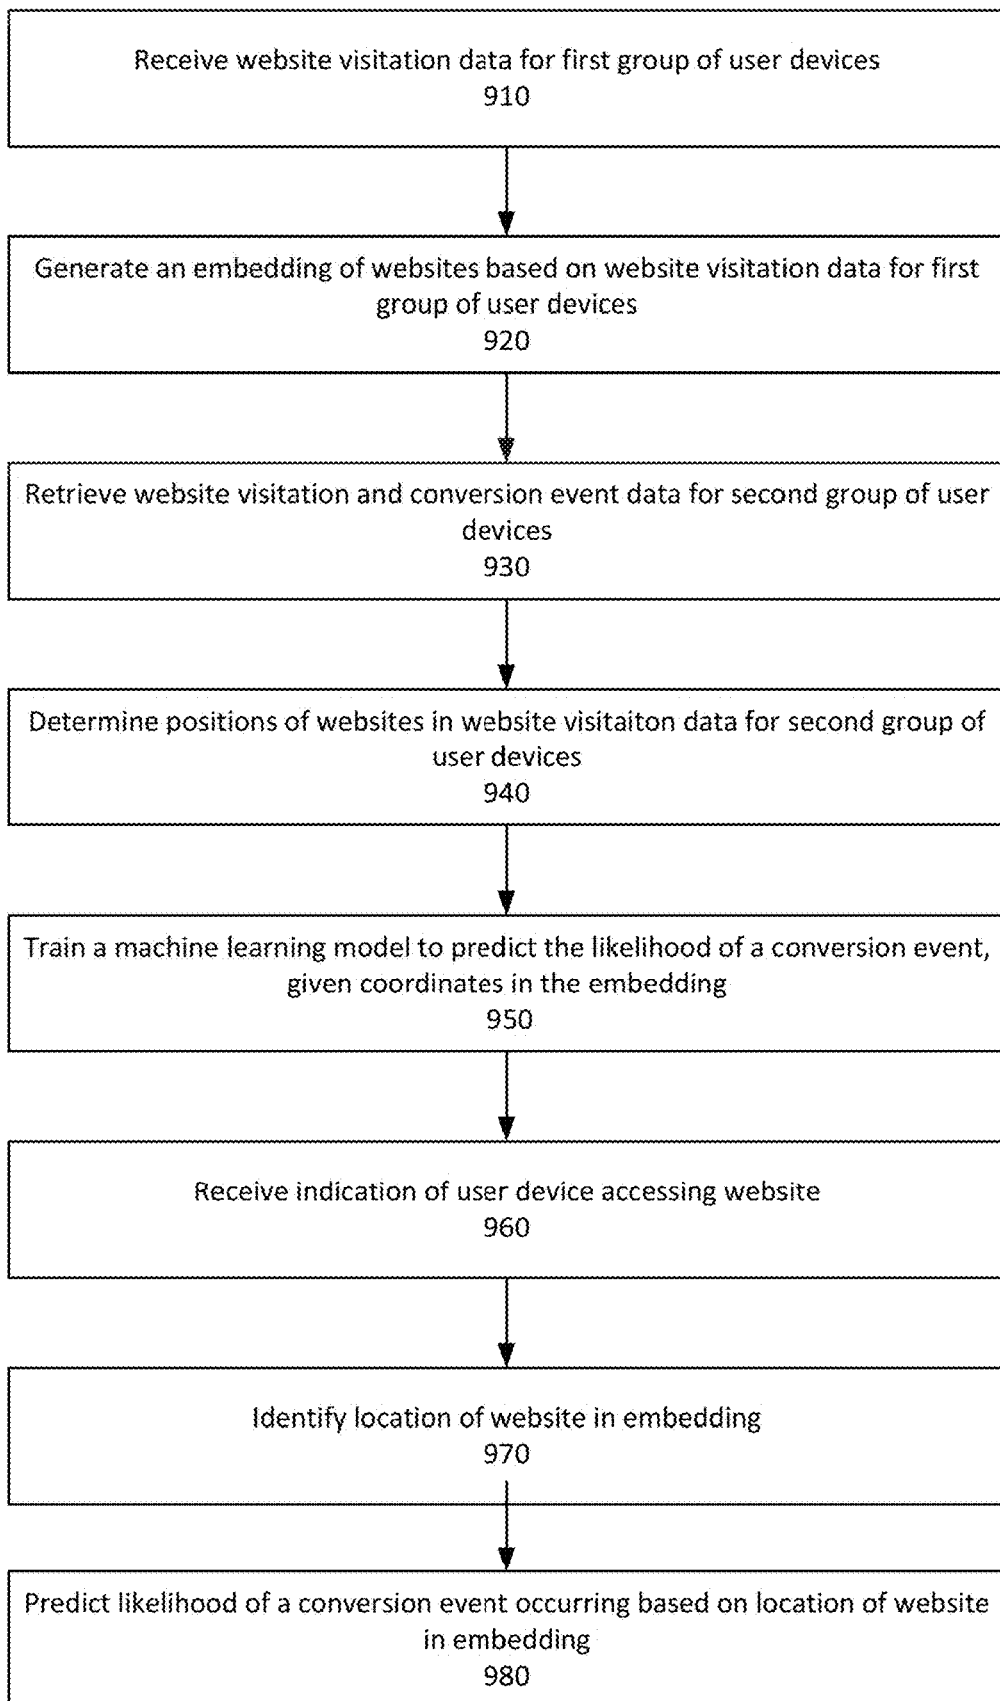 Receive website visitation data for first group of user devices
910
Generate an embedding of websites based on website visitation data for first
group of user devices
920
Retrieve website visitation and conversion event data for second group of user
devices
930
Determine positions of websites in website visitaiton data for second group of
user devices
940
Train a machine learning model to predict the likelihood of a conversion event,
given coordinates in the embedding
950
Receive indication of user device accessing website
960
Identify location of website in embedding
970
Predict likelihood of a conversion event occurring based on location of website
in embedding
980